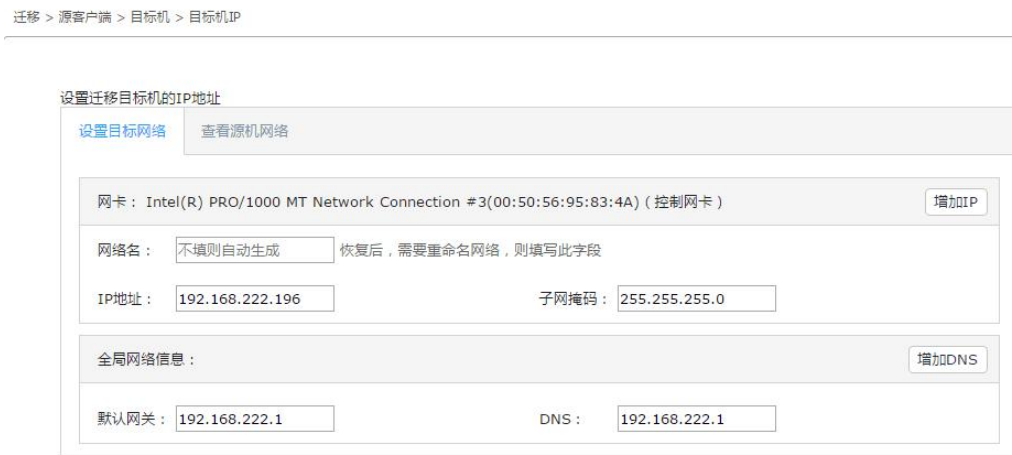 迁移 > 源客户端 > 目标机 > 目标机IP
设置迁移目标机的IP地址
设置目标网络 查看源机网络
网卡： Intel(R) PRO/1000 MT Network Connection #3(00:50:56:95:83:4A) ( 控制网卡 ) 增加IP
网络名： 不填则自动生成 恢复后，需要重命名网络，则填写此字段
IP地址： 192.168.222.196 子网掩码： 255.255.255.0
全局网络信息： 增加DNS
默认网关： 192.168.222.1 DNS： 192.168.222.1